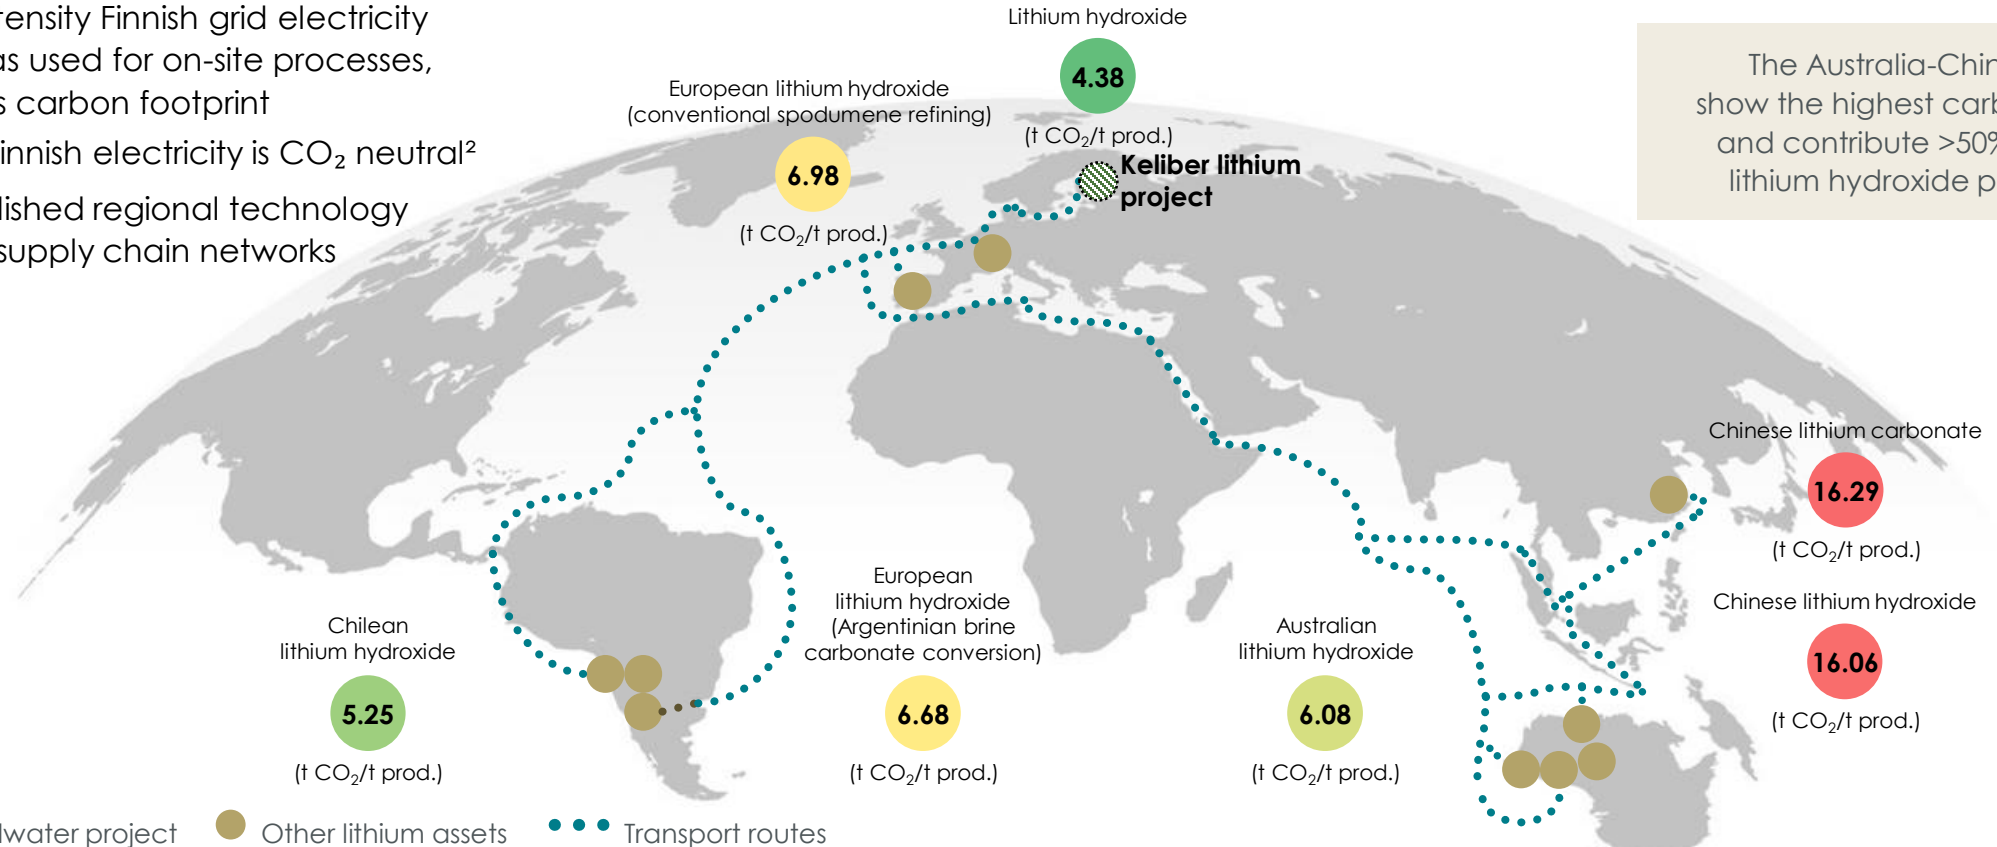 tensity Finnish grid electricity
as used for on-site processes,
s carbon footprint
innish electricity is CO₂ neutral²
lished regional technology
supply chain networks
Lithium hydroxide
4.38
(t CO₂/t prod.)
Keliber lithium
project
European lithium hydroxide
(conventional spodumene refining)
6.98
(t CO₂/t prod.)
The Australia-Chin
show the highest carb
and contribute >50%
lithium hydroxide p
Chinese lithium carbonate
16.29
(t CO₂/t prod.)
Chinese lithium hydroxide
16.06
(t CO₂/t prod.)
Chilean
lithium hydroxide
5.25
(t CO₂/t prod.)
European
lithium hydroxide
(Argentinian brine
carbonate conversion)
6.68
(t CO₂/t prod.)
Australian
lithium hydroxide
6.08
(t CO₂/t prod.)
lwater project
Other lithium assets
Transport routes